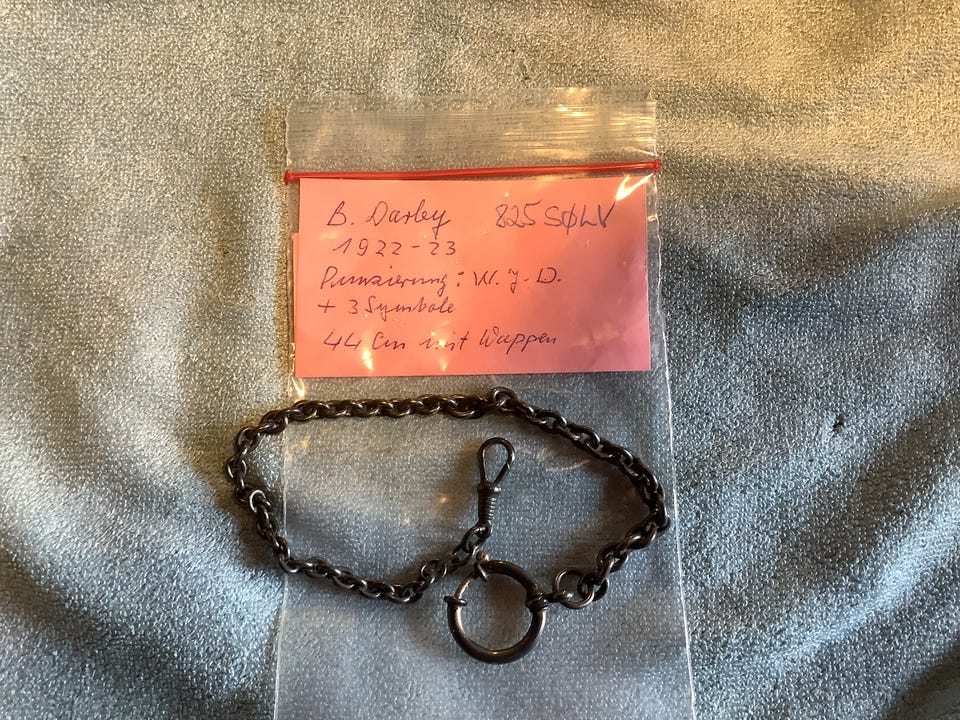 B. Darby 825 SØLV
1922-23
Punzierung: W. J. D.
+ 3 Symbole
44 cm mit Wappen